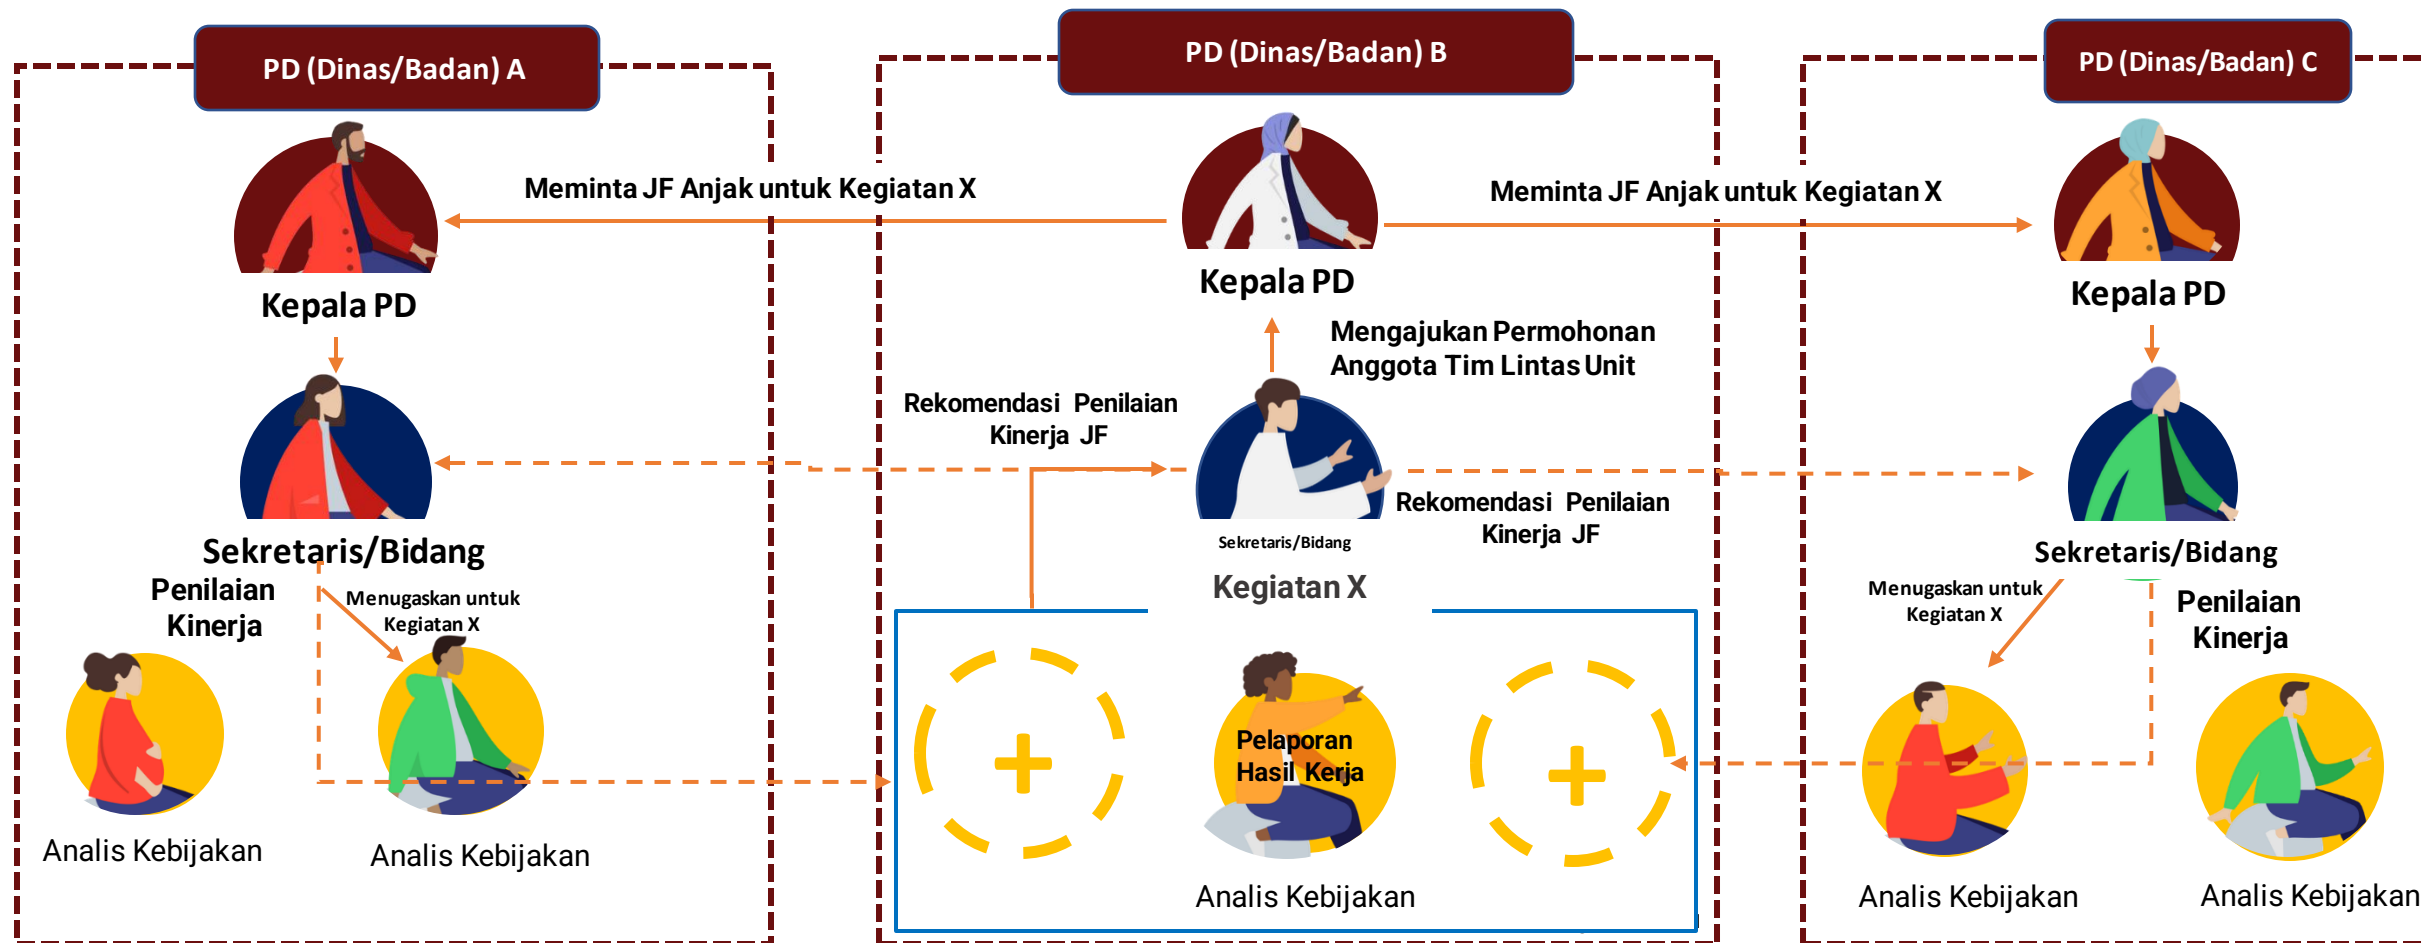 PD (Dinas/Badan) A
PD (Dinas/Badan) B
PD (Dinas/Badan) C
Meminta JF Anjak untuk Kegiatan X
Meminta JF Anjak untuk Kegiatan X
Kepala PD
Kepala PD
Kepala PD
Mengajukan Permohonan
Anggota Tim Lintas Unit
Rekomendasi Penilaian
Kinerja JF
Rekomendasi Penilaian
Kinerja JF
Sekretaris/Bidang
Sekretaris/Bidang
Sekretaris/Bidang
Penilaian
Kinerja
Menugaskan untuk
Kegiatan X
Kegiatan X
Menugaskan untuk
Kegiatan X
Penilaian
Kinerja
Pelaporan
Hasil Kerja
Analis Kebijakan
Analis Kebijakan
Analis Kebijakan
Analis Kebijakan
Analis Kebijakan